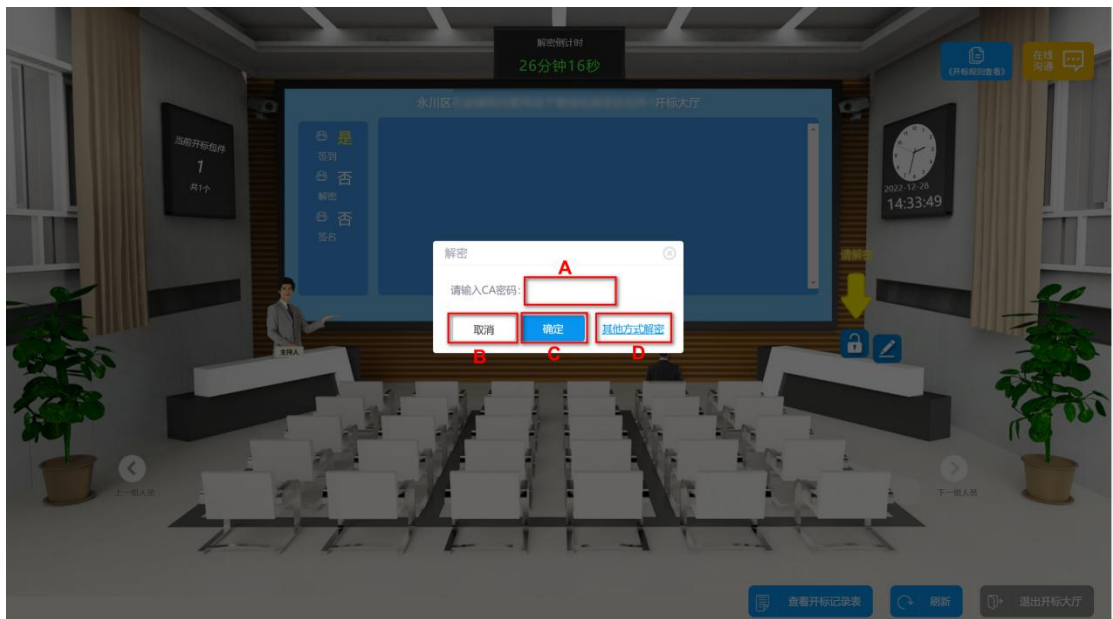 解密倒计时
26分钟16秒
《开标规则查看》
在线
沟通
永川区
开标大厅
当前开标包件
1
共1个
是
签到
否
解密
否
签名
2022-12-28
14:33:49
解密
A
请输入CA密码:
取消
确定
其他方式解密
B
C
D
请解密
主持人
上一组人员
下一组人员
查看开标记录表
刷新
退出开标大厅